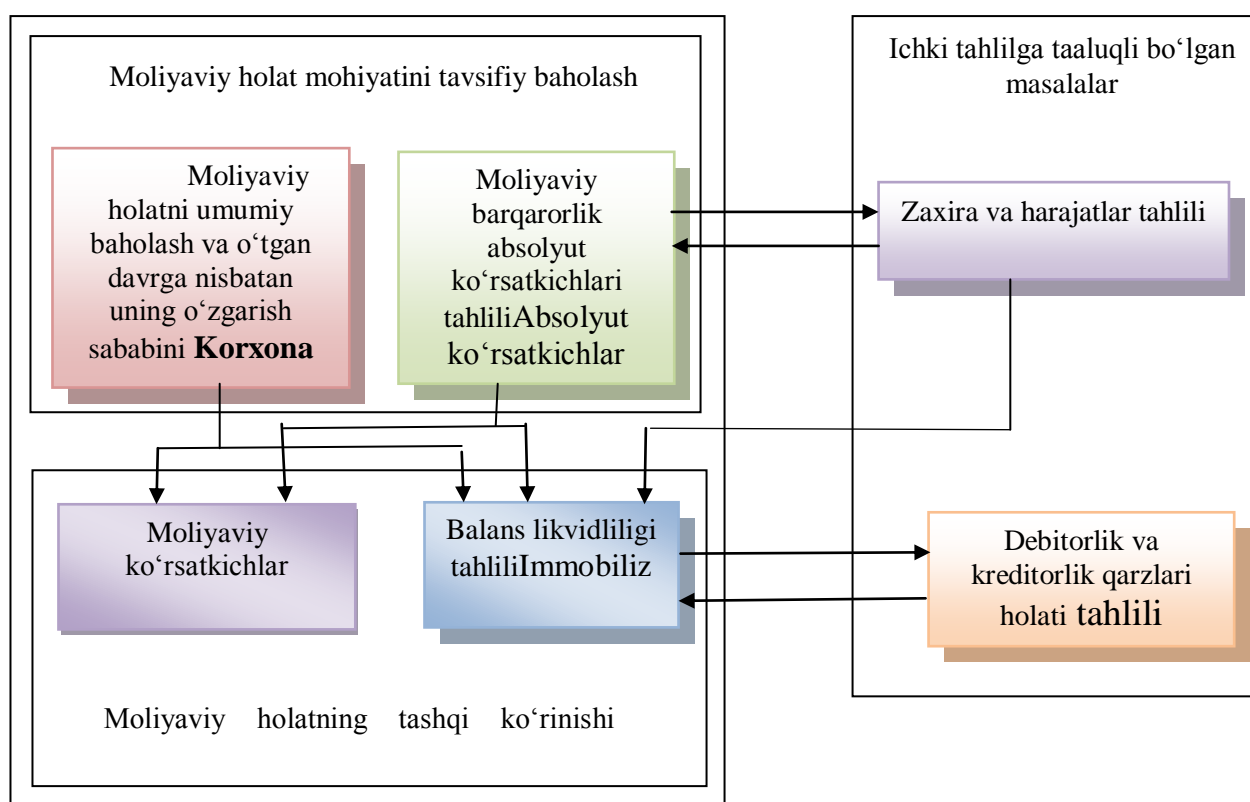 Moliyaviy holat mohiyatini tavsifiy baholash
Moliyaviy
holatni umumiy
baholash va o‘tgan
davrga nisbatan
uning o‘zgarish
sababini Korxona
Moliyaviy
barqarorlik
absolyut
ko‘rsatkichlari
tahliliAbsolyut
ko‘rsatkichlar
Ichki tahlilga taaluqli bo‘lgan
masalalar
Zaxira va harajatlar tahlili
Moliyaviy
ko‘rsatkichlar
Balans likvidliligi
tahliliImmobiliz
Debitorlik va
kreditorlik qarzlari
holati tahlili
Moliyaviy holatning tashqi ko‘rinishi